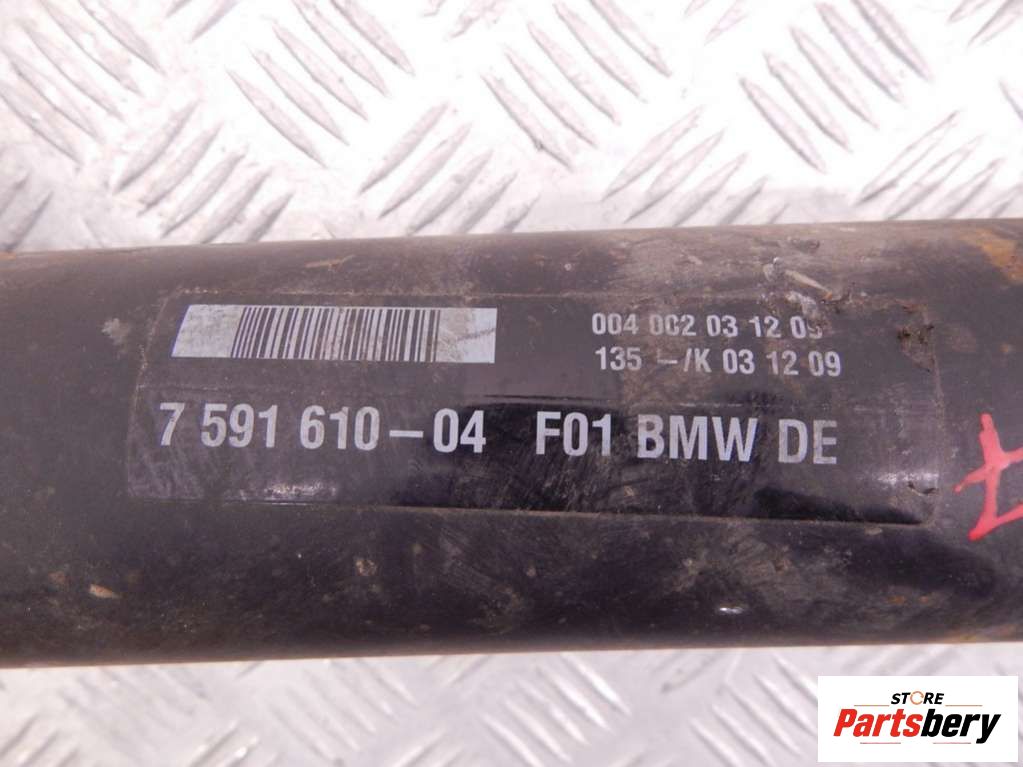 004 002 03 12 09
135 -/K 03 12 09
7 591 610-04 F01 BMW DE
STORE
Partsbery